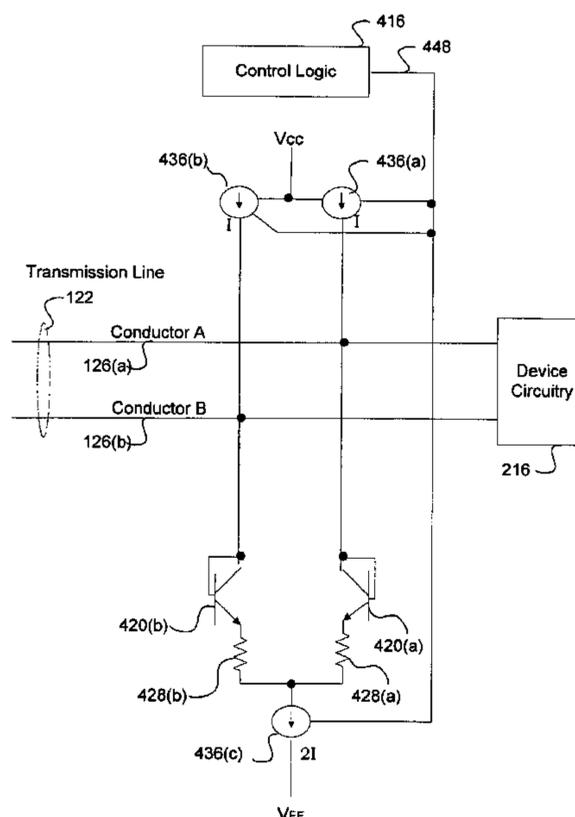 416
448
Control Logic
Vcc
436(b)
436(a)
I
I
Transmission Line
122
Conductor A
126(a)
Conductor B
126(b)
Device
Circuitry
216
420(b)
420(a)
428(b)
428(a)
436(c)
2I
VEE